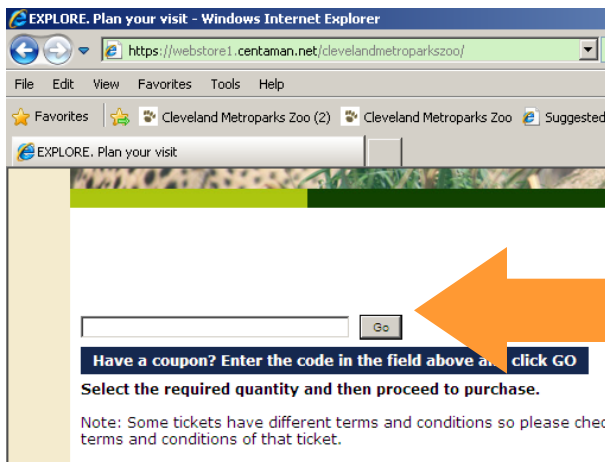 EXPLORE. Plan your visit - Windows Internet Explorer
https://webstore1.centaman.net/clevelandmetroparkszoo/
File Edit View Favorites Tools Help
Favorites Cleveland Metroparks Zoo (2) Cleveland Metroparks Zoo Suggested
EXPLORE. Plan your visit
Go
Have a coupon? Enter the code in the field above click GO
Select the required quantity and then proceed to purchase.
Note: Some tickets have different terms and conditions so please chec
terms and conditions of that ticket.